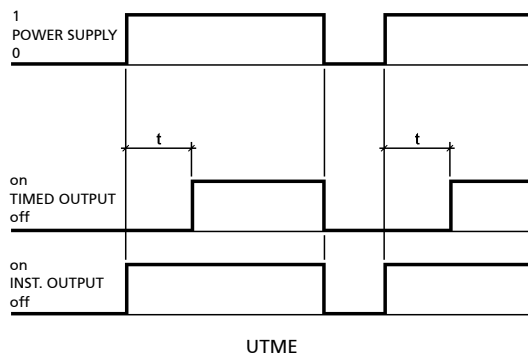 1
POWER SUPPLY
0
t
t
on
TIMED OUTPUT
off
on
INST. OUTPUT
off
UTME